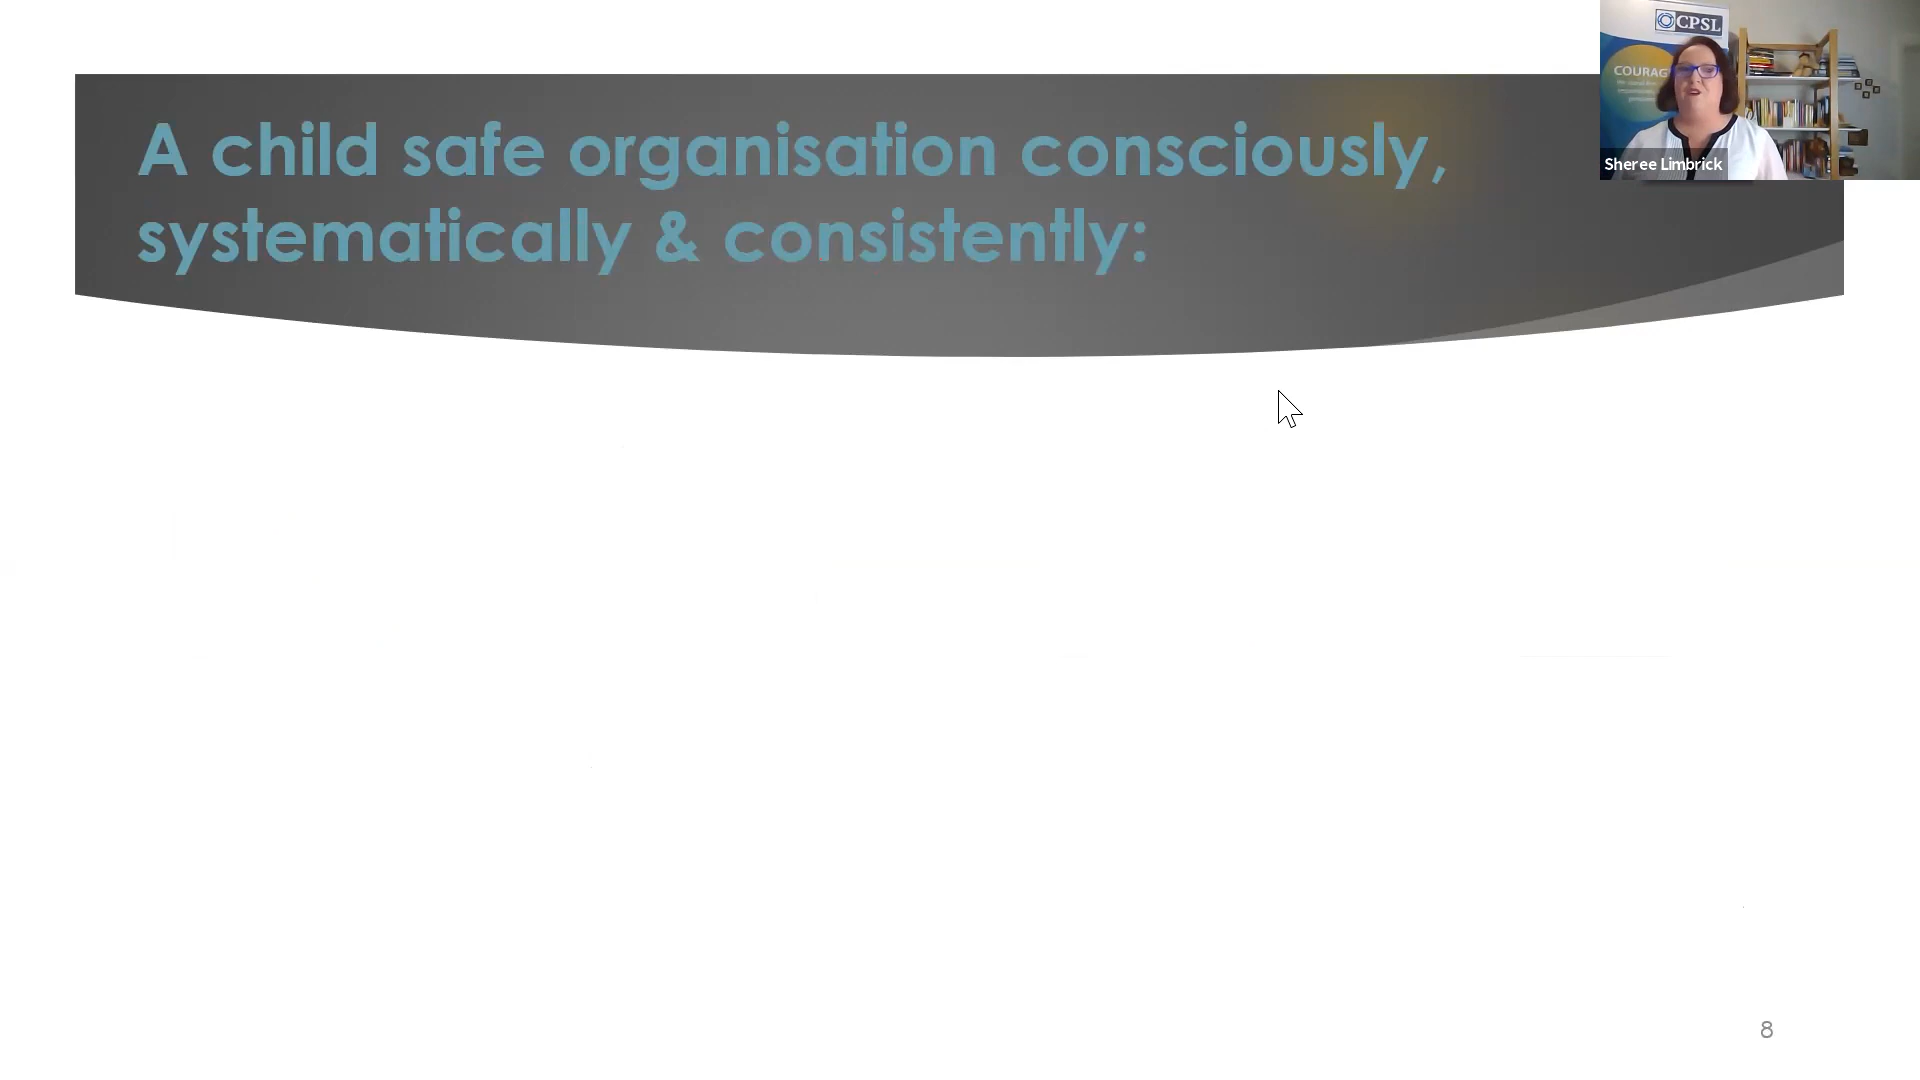 CPSL
COURAG
Sheree Limbrick
A child safe organisation consciously,
systematically & consistently:
8